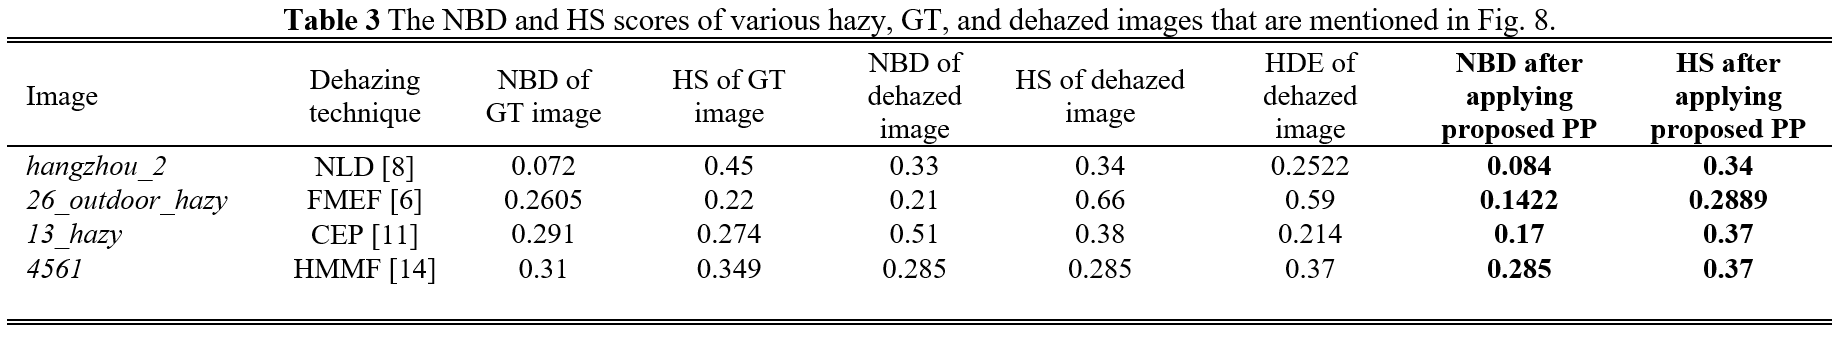 Table 3 The NBD and HS scores of various hazy, GT, and dehazed images that are mentioned in Fig. 8.
Image Dehazing technique NBD of GT image HS of GT image NBD of dehazed image HS of dehazed image HDE of dehazed image NBD after applying proposed PP HS after applying proposed PP
hangzhou_2 NLD [8] 0.072 0.45 0.33 0.34 0.2522 0.084 0.34
26_outdoor_hazy FMEF [6] 0.2605 0.22 0.21 0.66 0.59 0.1422 0.2889
13_hazy CEP [11] 0.291 0.274 0.51 0.38 0.214 0.17 0.37
4561 HMMF [14] 0.31 0.349 0.285 0.285 0.37 0.285 0.37